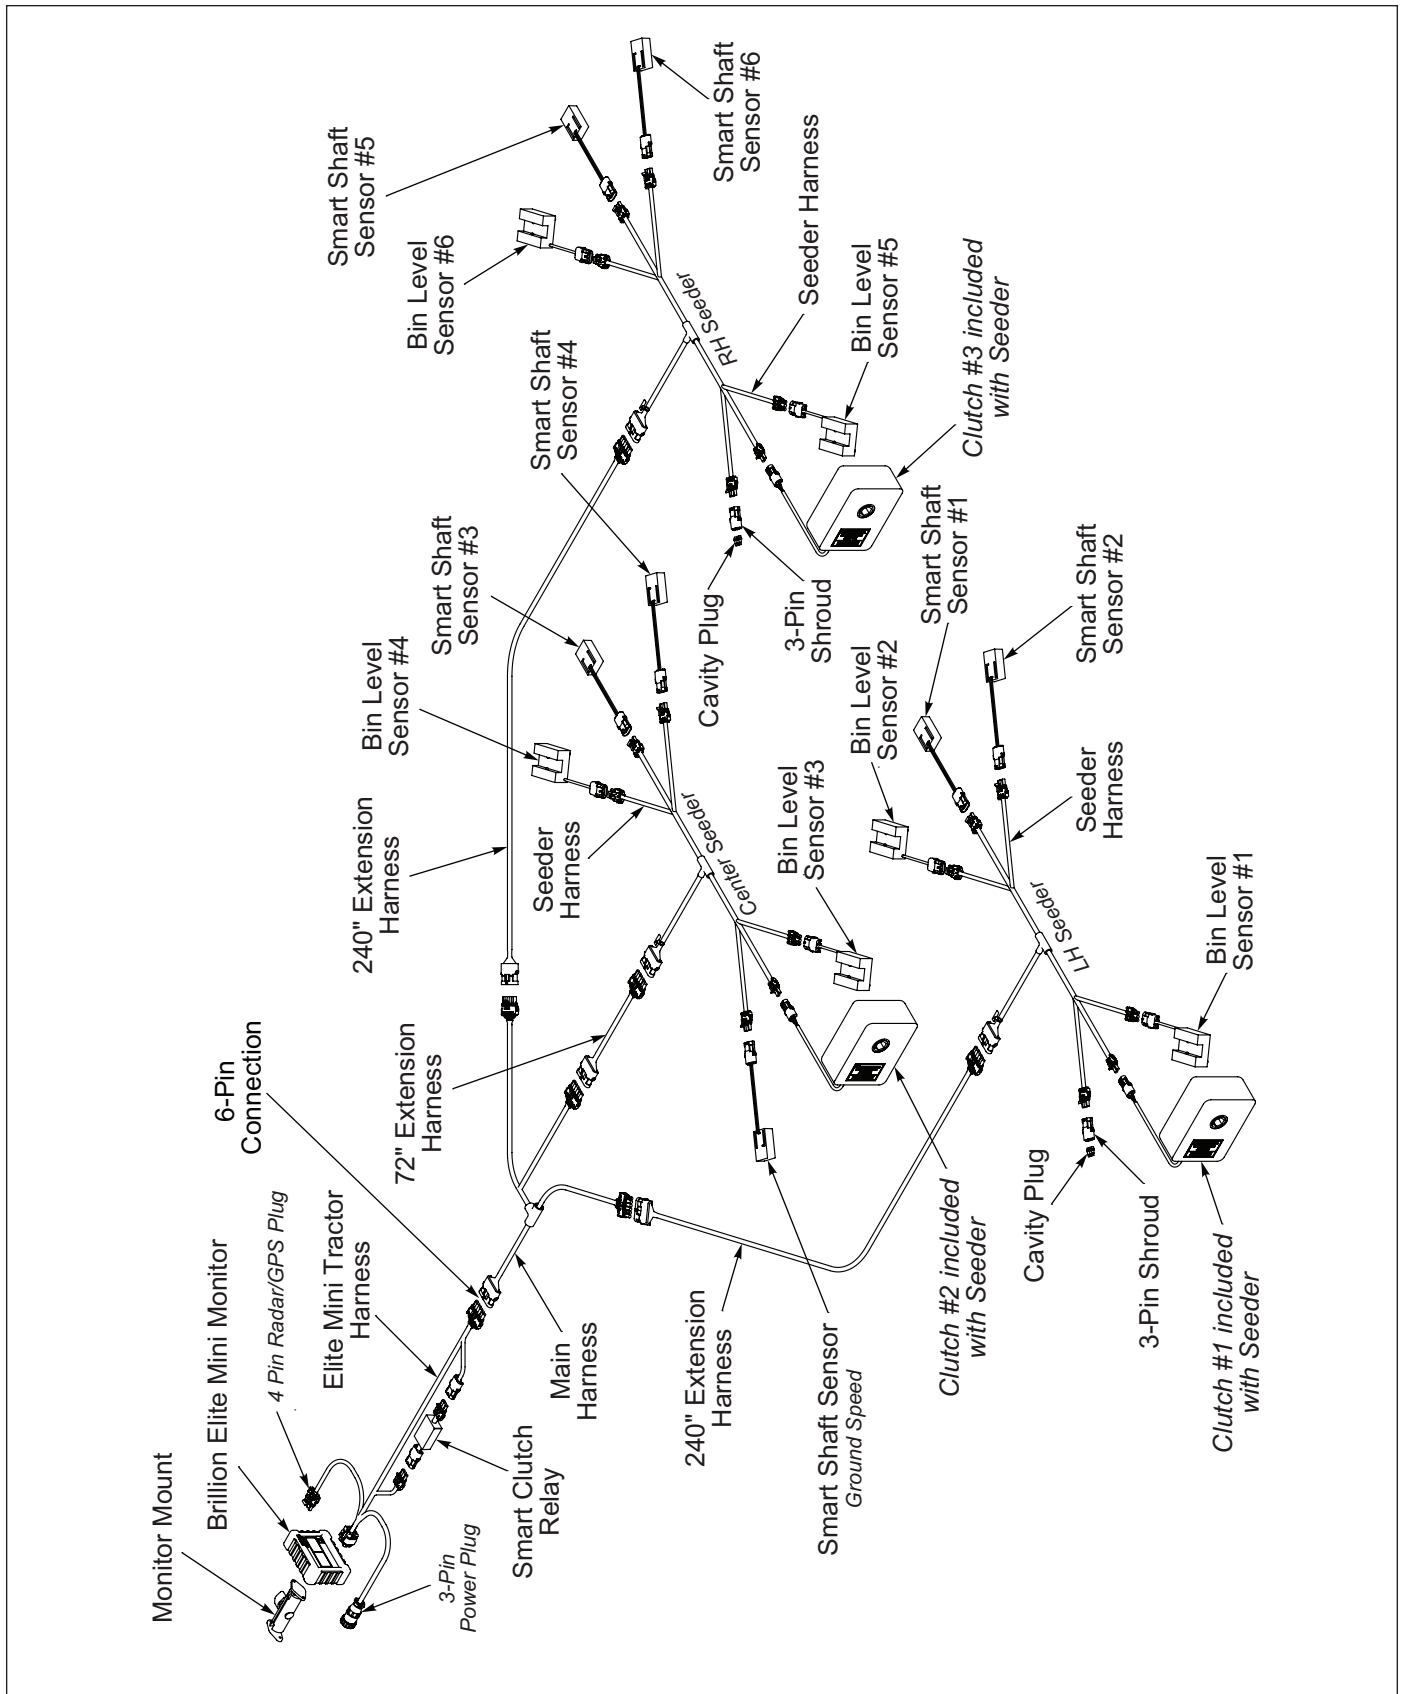 Monitor Mount
Brillion Elite Mini Monitor
4 Pin Radar/GPS Plug
Elite Mini Tractor
Harness
6-Pin
Connection
3-Pin
Power Plug
Smart Clutch
Relay
Main
Harness
72" Extension
Harness
240" Extension
Harness
240" Extension
Harness
Smart Shaft Sensor
Ground Speed
Clutch #2 included
with Seeder
Seeder
Harness
Bin Level
Sensor #4
Smart Shaft
Sensor #3
Smart Shaft
Sensor #4
Center Seeder
Bin Level
Sensor #3
Bin Level
Sensor #6
Smart Shaft
Sensor #5
Smart Shaft
Sensor #6
RH Seeder
Seeder Harness
Bin Level
Sensor #5
Clutch #3 included
with Seeder
Cavity Plug
3-Pin
Shroud
Bin Level
Sensor #2
Smart Shaft
Sensor #1
Smart Shaft
Sensor #2
Seeder
Harness
LH Seeder
Bin Level
Sensor #1
Cavity Plug
3-Pin Shroud
Clutch #1 included
with Seeder